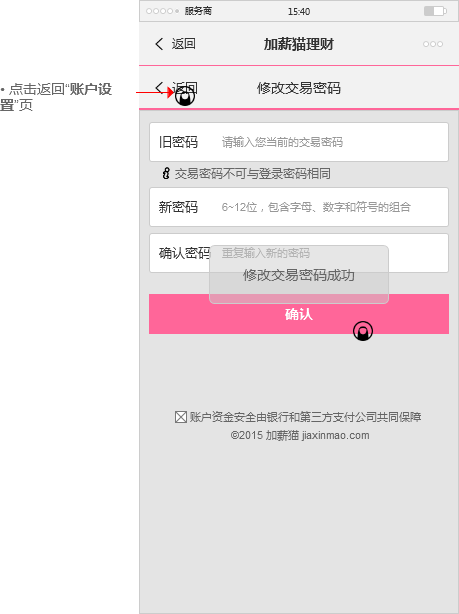 服务商 15:40
返回 加薪猫理财
• 点击返回“账户设
置”页
返回 修改交易密码
旧密码 请输入您当前的交易密码
交易密码不可与登录密码相同
新密码 6~12位，包含字母、数字和符号的组合
确认密码 重复输入新的密码
修改交易密码成功
确认
账户资金安全由银行和第三方支付公司共同保障
©2015 加薪猫 jiaxinmao.com